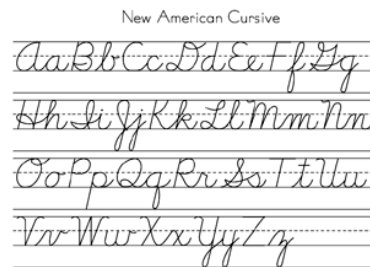 New American Cursive
AaBbCcDdEeFfGg
HhIiJjKkLlMmNn
OoPpQqRrSsTtUu
VvWwXxYyZz